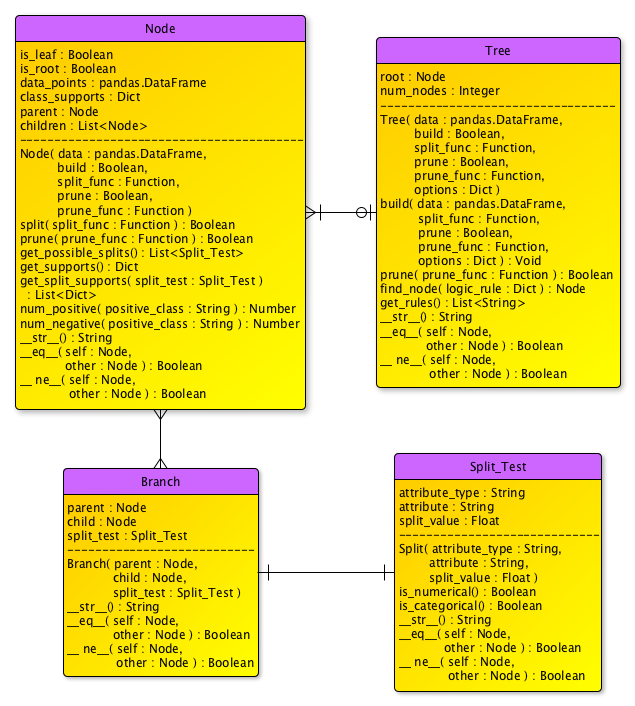 Node
is_leaf : Boolean
is_root : Boolean
data_points : pandas.DataFrame
class_supports : Dict
parent : Node
children : List<Node>
Node( data : pandas.DataFrame,
build : Boolean,
split_func : Function,
prune : Boolean,
prune_func : Function )
split( split_func : Function ) : Boolean
prune( prune_func : Function ) : Boolean
get_possible_splits() : List<Split_Test>
get_supports() : Dict
get_split_supports( split_test : Split_Test )
: List<Dict>
num_positive( positive_class : String ) : Number
num_negative( positive_class : String ) : Number
__str__() : String
__eq__( self : Node,
other : Node ) : Boolean
__ ne__( self : Node,
other : Node ) : Boolean
Tree
root : Node
num_nodes : Integer
Tree( data : pandas.DataFrame,
build : Boolean,
split_func : Function,
prune : Boolean,
prune_func : Function,
options : Dict )
build( data : pandas.DataFrame,
split_func : Function,
prune : Boolean,
prune_func : Function,
options : Dict ) : Void
prune( prune_func : Function ) : Boolean
find_node( logic_rule : Dict ) : Node
get_rules() : List<String>
__str__() : String
__eq__( self : Node,
other : Node ) : Boolean
__ ne__( self : Node,
other : Node ) : Boolean
Branch
parent : Node
child : Node
split_test : Split_Test
Branch( parent : Node,
child : Node,
split_test : Split_Test )
__str__() : String
__eq__( self : Node,
other : Node ) : Boolean
__ ne__( self : Node,
other : Node ) : Boolean
Split_Test
attribute_type : String
attribute : String
split_value : Float
Split( attribute_type : String,
attribute : String,
split_value : Float )
is_numerical() : Boolean
is_categorical() : Boolean
__str__() : String
__eq__( self : Node,
other : Node ) : Boolean
__ ne__( self : Node,
other : Node ) : Boolean